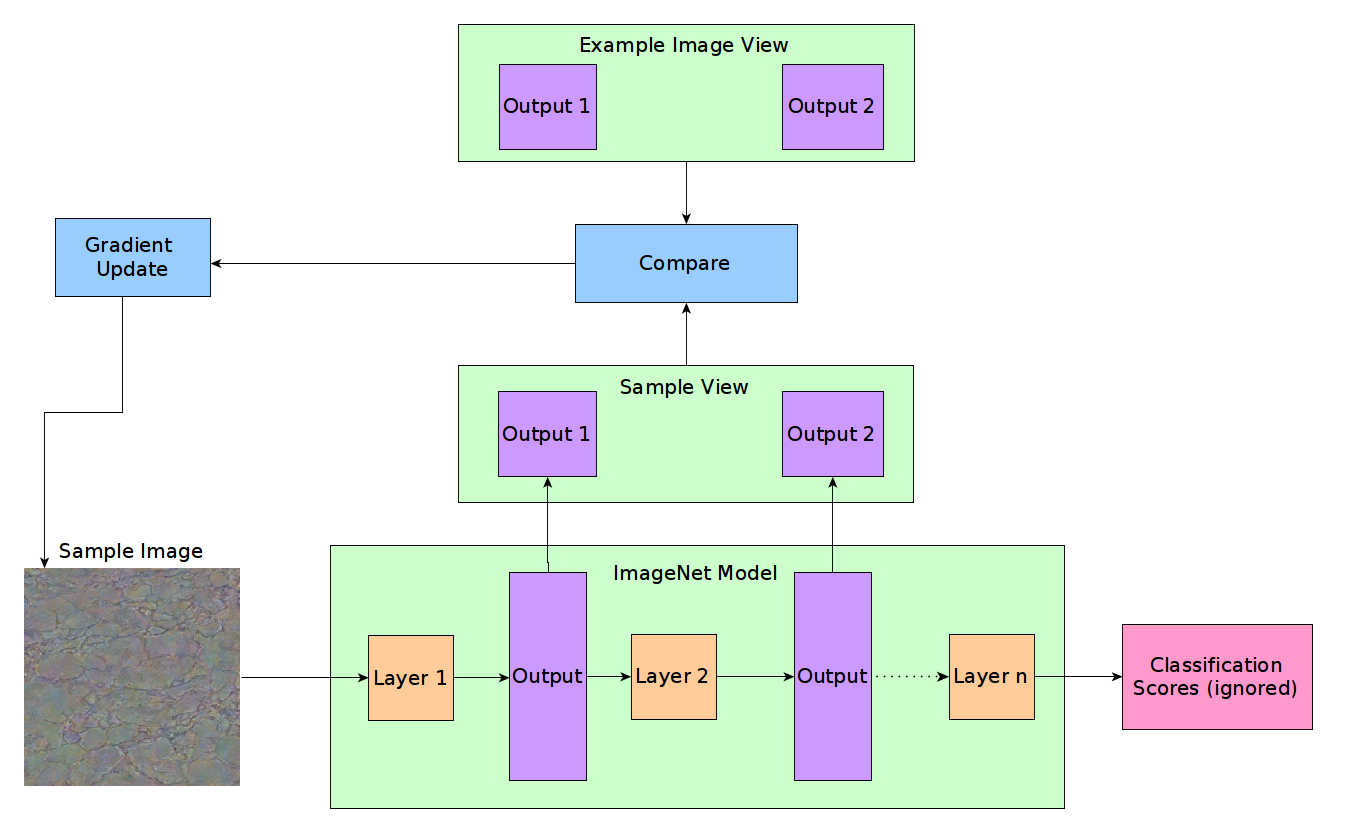 Example Image View
Output 1
Output 2
Gradient
Update
Compare
Sample View
Output 1
Output 2
Sample Image
ImageNet Model
Layer 1
Output
Layer 2
Output
Layer n
Classification
Scores (ignored)